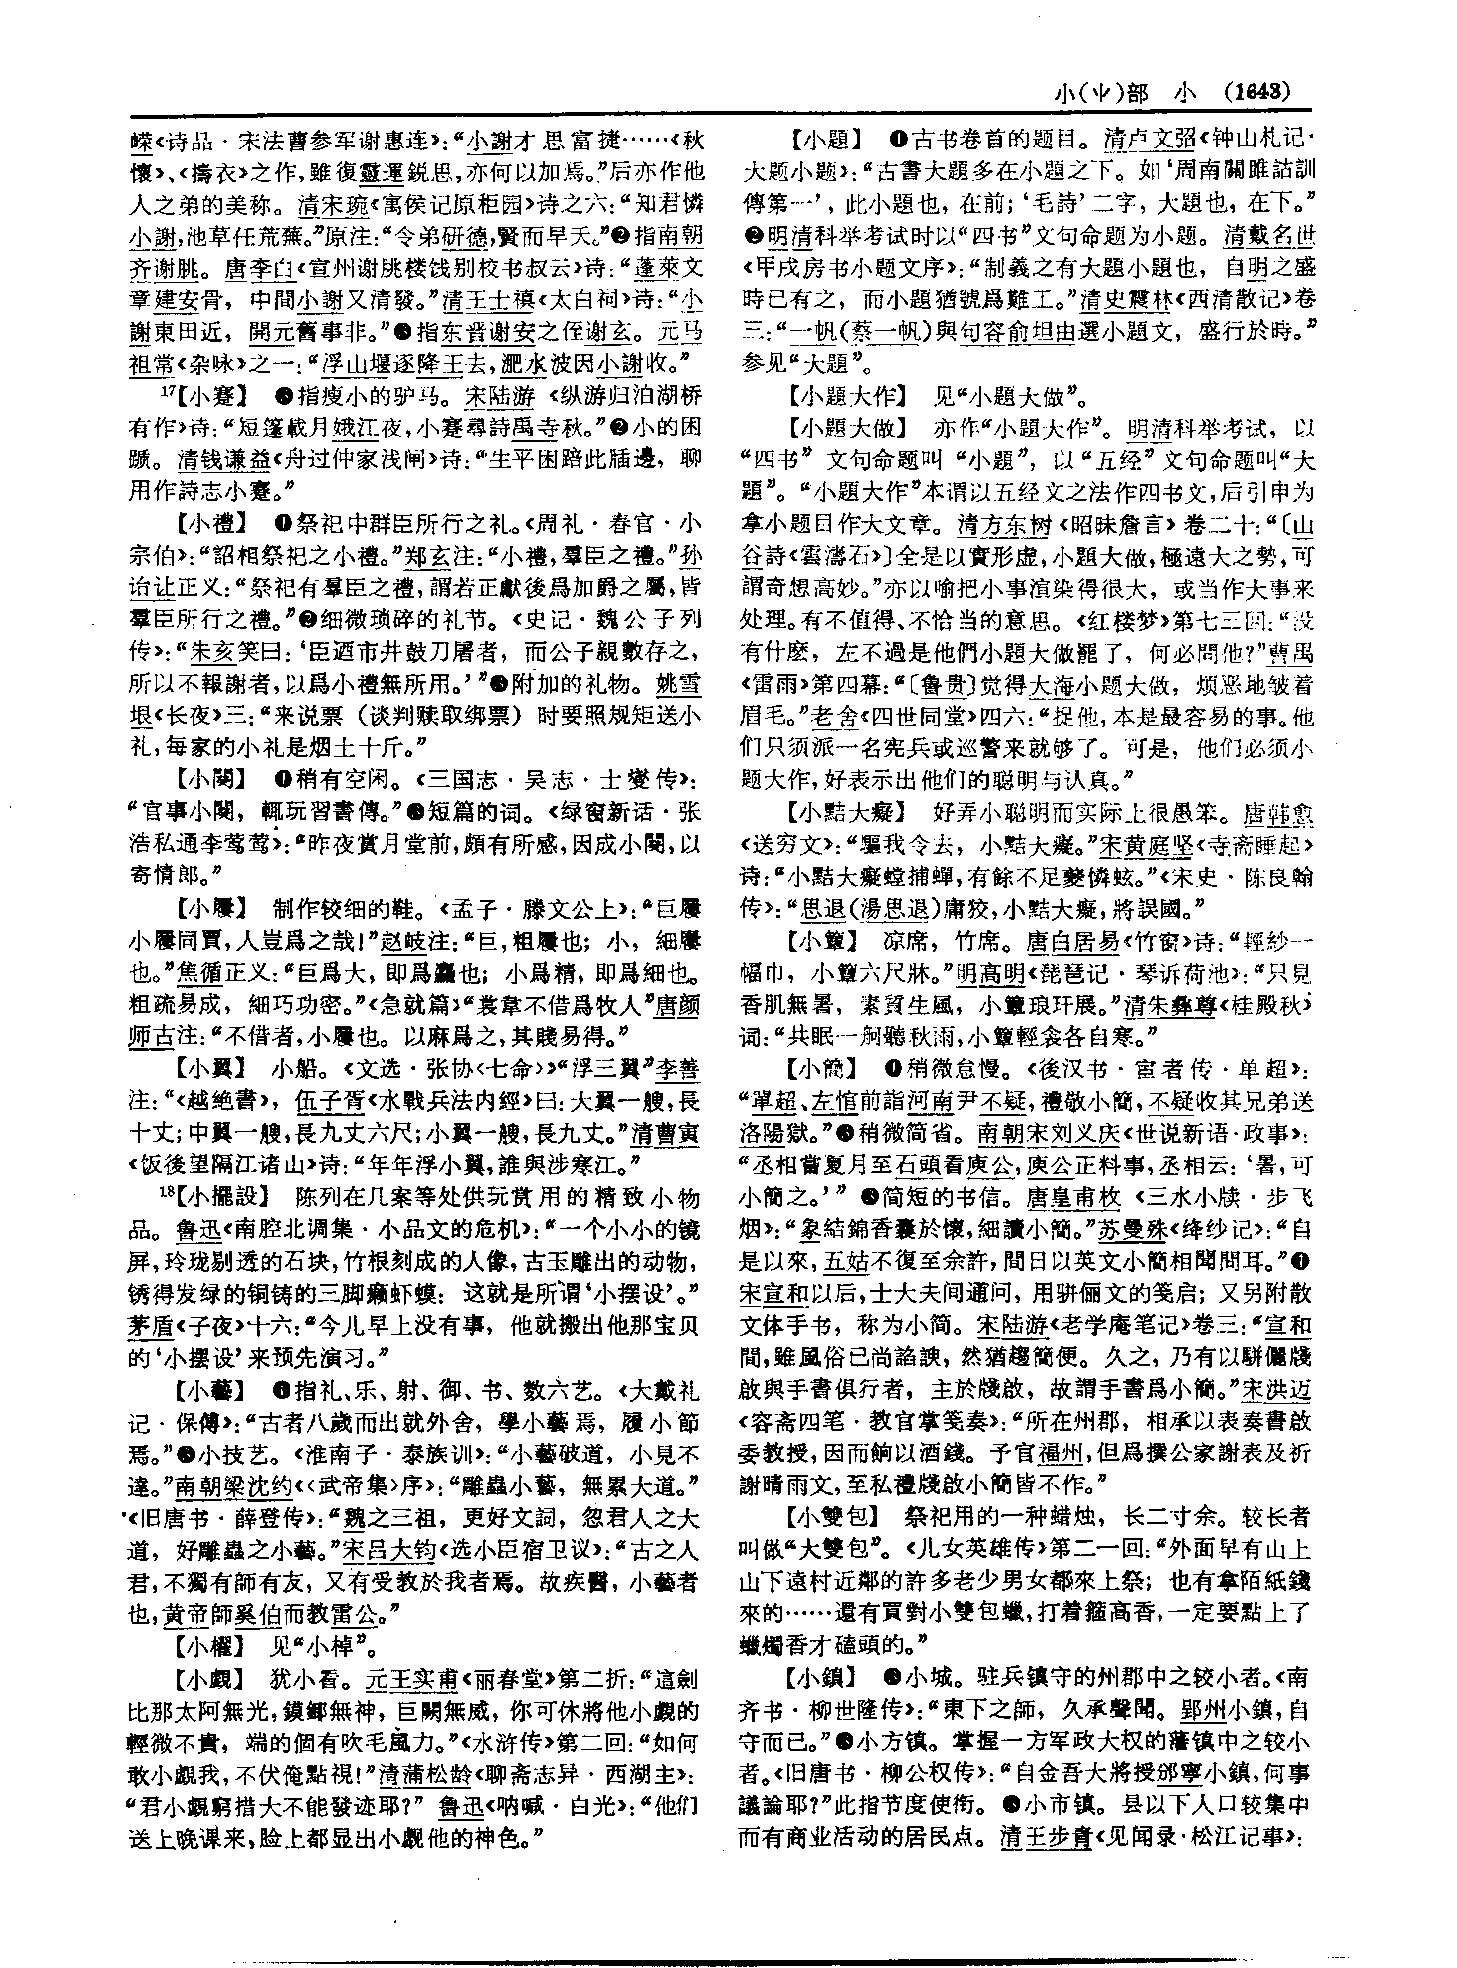 小(⺌)部　小　(1643)
嵘《诗品·宋法曹参军谢惠连》：“小謝才思富捷……《秋
懷》、《擣衣》之作，雖復靈運鋭思，亦何以加焉。”后亦作他
人之弟的美称。清宋琬《寓侯记原柜园》诗之六：“知君憐
小謝，池草任荒蕪。”原注：“令弟研德，賢而早夭。”❷指南朝
齐谢朓。唐李白《宣州谢朓楼饯别校书叔云》诗：“蓬萊文
章建安骨，中間小謝又清發。”清王士禛《太白祠》诗：“小
謝東田近，開元舊事非。”❸指东晋谢安之侄谢玄。元马
祖常《杂咏》之一：“浮山堰逐降王去，淝水波因小謝收。”
17【小蹇】　❶指瘦小的驴马。宋陆游《纵游归泊湖桥
有作》诗：“短篷載月娥江夜，小蹇尋詩禹寺秋。”❷小的困
踬。清钱谦益《舟过仲家浅闸》诗：“生平困踣此牐邊，聊
用作詩志小蹇。”
【小禮】　❶祭祀中群臣所行之礼。《周礼·春官·小
宗伯》：“詔相祭祀之小禮。”郑玄注：“小禮，羣臣之禮。”孙
诒让正义：“祭祀有羣臣之禮，謂若正獻後爲加爵之屬，皆
羣臣所行之禮。”❷细微琐碎的礼节。《史记·魏公子列
传》：“朱亥笑曰：‘臣迺市井鼓刀屠者，而公子親數存之，
所以不報謝者，以爲小禮無所用。’”❸附加的礼物。姚雪
垠《长夜》三：“来说票（谈判赎取绑票）时要照规矩送小
礼，每家的小礼是烟土十斤。”
【小闋】　❶稍有空闲。《三国志·吴志·士燮传》：
“官事小闋，輒玩習書傳。”❷短篇的词。《绿窗新话·张
浩私通李莺莺》：“昨夜賞月堂前，頗有所感，因成小闋，以
寄情郎。”
【小屨】　制作较细的鞋。《孟子·滕文公上》：“巨屨
小屨同賈，人豈爲之哉！”赵岐注：“巨，粗屨也；小，細屨
也。”焦循正义：“巨爲大，即爲麤也；小爲精，即爲細也。
粗疏易成，細巧功密。”《急就篇》“裳韋不借爲牧人”唐颜
师古注：“不借者，小屨也。以麻爲之，其賤易得。”
【小翼】　小船。《文选·张协〈七命〉》“浮三翼”李善
注：“《越絶書》，伍子胥《水戰兵法内經》曰：大翼一艘，長
十丈；中翼一艘，長九丈六尺；小翼一艘，長九丈。”清曹寅
《饭後望隔江诸山》诗：“年年浮小翼，誰與涉寒江。”
18【小擺設】　陈列在几案等处供玩赏用的精致小物
品。鲁迅《南腔北调集·小品文的危机》：“一个小小的镜
屏，玲珑剔透的石块，竹根刻成的人像，古玉雕出的动物，
锈得发绿的铜铸的三脚癞虾蟆：这就是所谓‘小摆设’。”
茅盾《子夜》十六：“今儿早上没有事，他就搬出他那宝贝
的‘小摆设’来预先演习。”
【小藝】　❶指礼、乐、射、御、书、数六艺。《大戴礼
记·保傅》：“古者八歲而出就外舍，學小藝焉，履小節
焉。”❷小技艺。《淮南子·泰族训》：“小藝破道，小見不
達。”南朝梁沈约《〈武帝集〉序》：“雕蟲小藝，無累大道。”
《旧唐书·薛登传》：“魏之三祖，更好文詞，忽君人之大
道，好雕蟲之小藝。”宋吕大钧《选小臣宿卫议》：“古之人
君，不獨有師有友，又有受教於我者焉。故疾醫，小藝者
也，黄帝師奚伯而教雷公。”
【小櫂】　见“小棹”。
【小覷】　犹小看。元王实甫《丽春堂》第二折：“這劍
比那太阿無光，鏌鋣無神，巨闕無威，你可休將他小覷的
輕微不貴，端的個有吹毛風力。”《水浒传》第二回：“如何
敢小覷我，不伏俺點視！”清蒲松龄《聊斋志异·西湖主》：
“君小覷窮措大不能發迹耶？”鲁迅《呐喊·白光》：“他们
送上晚课来，脸上都显出小觑他的神色。”
【小題】　❶古书卷首的题目。清卢文弨《钟山札记·
大题小题》：“古書大題多在小題之下。如‘周南關雎詁訓
傳第一’，此小題也，在前；‘毛詩’二字，大題也，在下。”
❷明清科举考试时以“四书”文句命题为小题。清戴名世
《甲戌房书小题文序》：“制義之有大題小題也，自明之盛
時已有之，而小題猶號爲難工。”清史震林《西清散记》卷
三：“一帆(蔡一帆)與句容俞坦由選小題文，盛行於時。”
参见“大題”。
【小題大作】　见“小題大做”。
【小題大做】　亦作“小題大作”。明清科举考试，以
“四书”文句命题叫“小题”，以“五经”文句命题叫“大
题”。“小題大作”本谓以五经文之法作四书文，后引申为
拿小题目作大文章。清方东树《昭昧詹言》卷二十：“〔山
谷詩《雲濤石》〕全是以實形虚，小題大做，極遠大之勢，可
謂奇想高妙。”亦以喻把小事渲染得很大，或当作大事来
处理。有不值得、不恰当的意思。《红楼梦》第七三回：“没
有什麽，左不過是他們小題大做罷了，何必問他？”曹禺
《雷雨》第四幕：“〔鲁贵〕觉得大海小题大做，烦恶地皱着
眉毛。”老舍《四世同堂》四六：“捉他，本是最容易的事。他
们只须派一名宪兵或巡警来就够了。可是，他们必须小
题大作，好表示出他们的聪明与认真。”
【小黠大癡】　好弄小聪明而实际上很愚笨。唐韩愈
《送穷文》：“驅我令去，小黠大癡。”宋黄庭坚《寺斋睡起》
诗：“小黠大癡螳捕蟬，有餘不足夔憐蚿。”《宋史·陈良翰
传》：“思退(湯思退)庸狡，小黠大癡，將誤國。”
【小簟】　凉席，竹席。唐白居易《竹窗》诗：“輕紗一
幅巾，小簟六尺牀。”明高明《琵琶记·琴诉荷池》：“只見
香肌無暑，素質生風，小簟琅玕展。”清朱彝尊《桂殿秋》
词：“共眠一舸聽秋雨，小簟輕衾各自寒。”
【小簡】　❶稍微怠慢。《後汉书·宦者传·单超》：
“單超、左悺前詣河南尹不疑，禮敬小簡，不疑收其兄弟送
洛陽獄。”❷稍微简省。南朝宋刘义庆《世说新语·政事》：
“丞相嘗夏月至石頭看庾公，庾公正料事，丞相云：‘暑，可
小簡之。’”❸简短的书信。唐皇甫枚《三水小牍·步飞
烟》：“象結錦香囊於懷，細讀小簡。”苏曼殊《绛纱记》：“自
是以來，五姑不復至余許，間日以英文小簡相聞問耳。”❹
宋宣和以后，士大夫间通问，用骈俪文的笺启；又另附散
文体手书，称为小简。宋陆游《老学庵笔记》卷三：“宣和
間，雖風俗已尚諂諛，然猶趨簡便。久之，乃有以駢儷牋
啟與手書俱行者，主於牋啟，故謂手書爲小簡。”宋洪迈
《容斋四笔·教官掌笺奏》：“所在州郡，相承以表奏書啟
委教授，因而餉以酒錢。予官福州，但爲撰公家謝表及祈
謝晴雨文，至私禮牋啟小簡皆不作。”
【小雙包】　祭祀用的一种蜡烛，长二寸余。较长者
叫做“大雙包”。《儿女英雄传》第二一回：“外面早有山上
山下遠村近鄰的許多老少男女都來上祭；也有拿陌紙錢
來的……還有買對小雙包蠟，打着箍高香，一定要點上了
蠟燭香才磕頭的。”
【小鎮】　❶小城。驻兵镇守的州郡中之较小者。《南
齐书·柳世隆传》：“東下之師，久承聲聞。郢州小鎮，自
守而已。”❷小方镇。掌握一方军政大权的藩镇中之较小
者。《旧唐书·柳公权传》：“自金吾大將授邠寧小鎮，何事
議論耶？”此指节度使衔。❸小市镇。县以下人口较集中
而有商业活动的居民点。清王步青《见闻录·松江记事》：